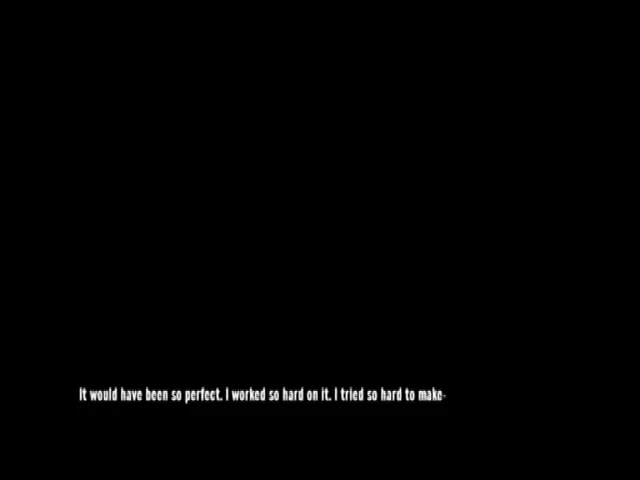 It would have been so perfect. I worked so hard on it. I tried so hard to make-